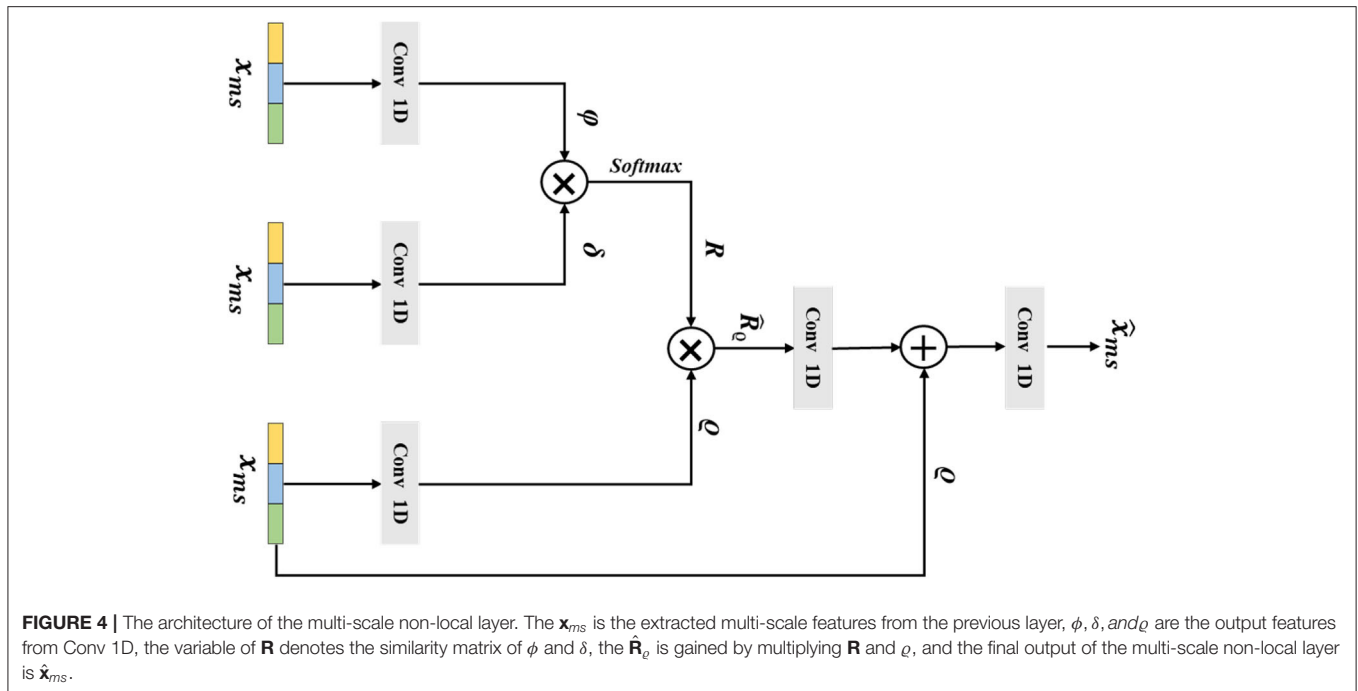 x_ms
Conv 1D
φ
Softmax
x_ms
Conv 1D
δ
R
x_ms
Conv 1D
ϱ
R̂_ϱ
Conv 1D
ϱ
Conv 1D
x̂_ms
FIGURE 4 | The architecture of the multi-scale non-local layer. The x_ms is the extracted multi-scale features from the previous layer, ϕ, δ, andϱ are the output features
from Conv 1D, the variable of R denotes the similarity matrix of ϕ and δ, the R̂_ϱ is gained by multiplying R and ϱ, and the final output of the multi-scale non-local layer
is x̂_ms.